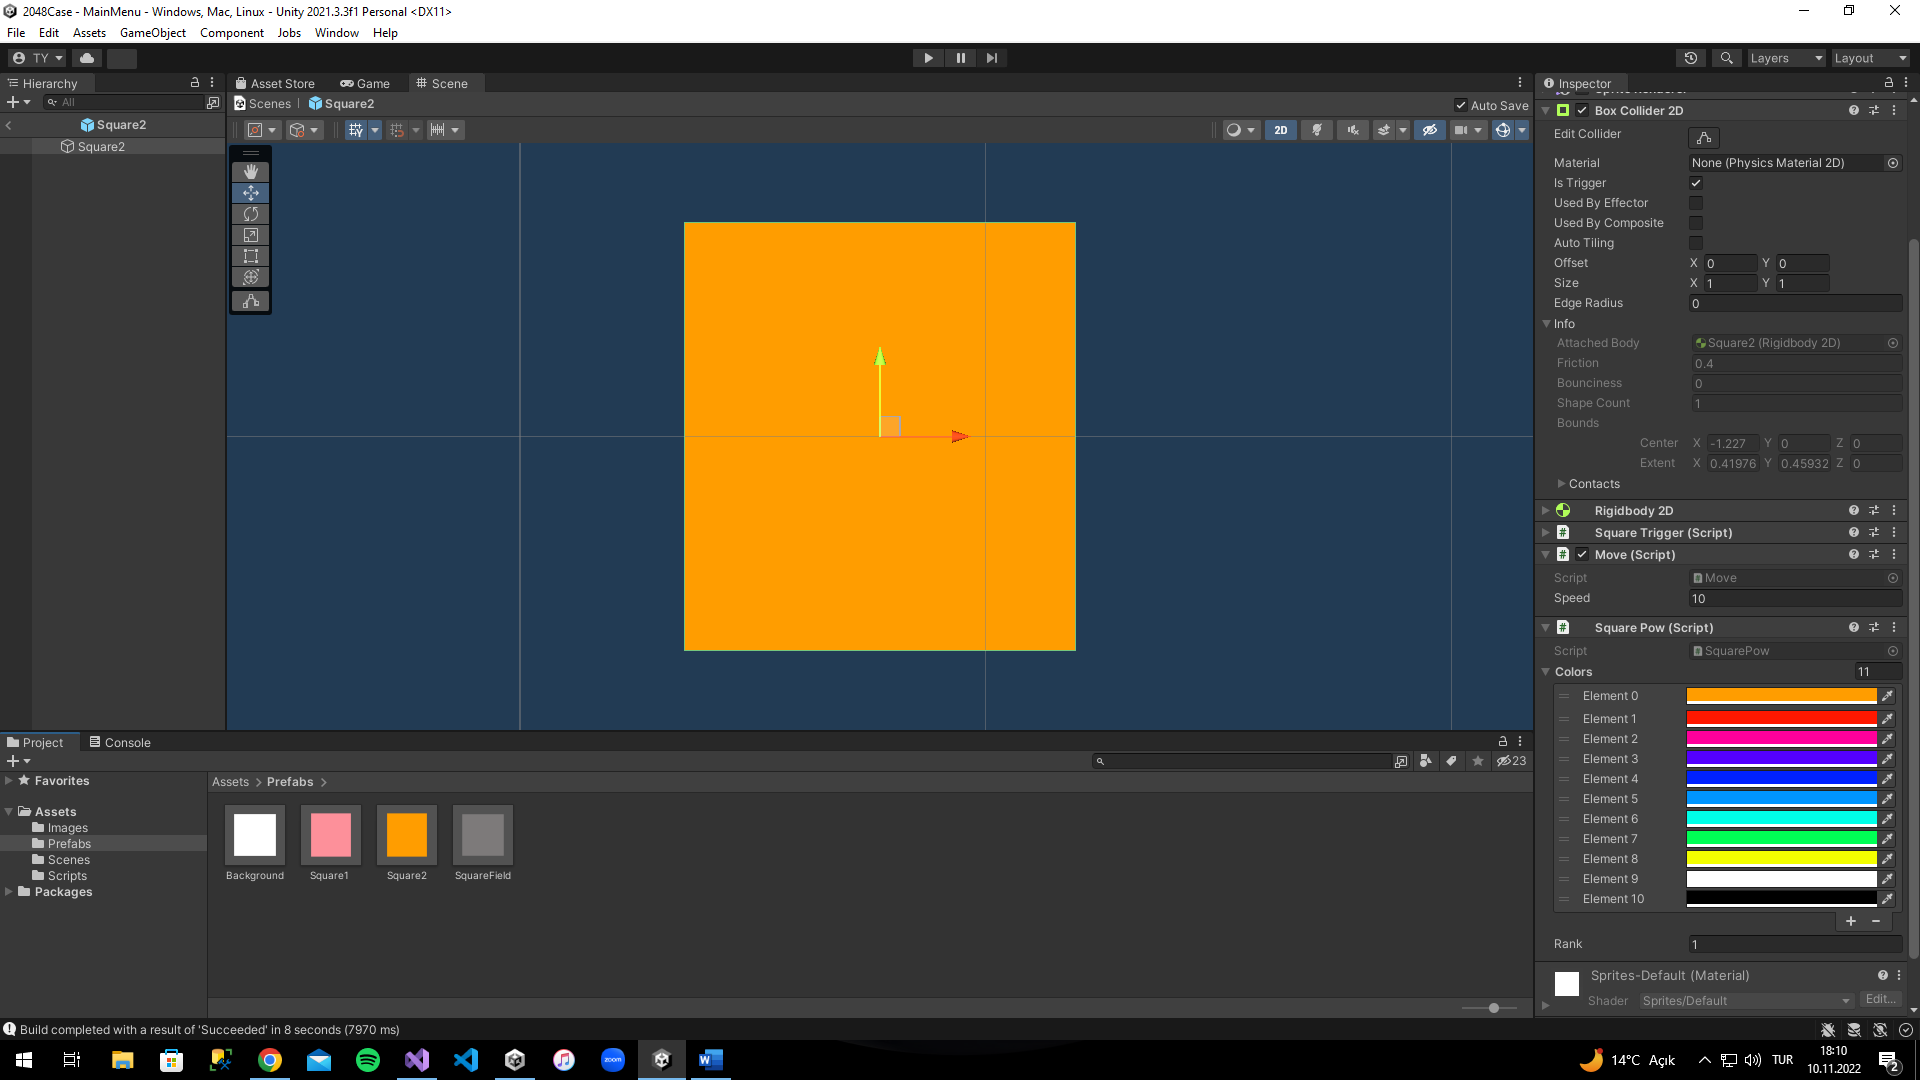 2048Case - MainMenu - Windows, Mac, Linux - Unity 2021.3.3f1 Personal <DX11>
File Edit Assets GameObject Component Jobs Window Help
TY Layers Layout
Hierarchy
All
Square2
Square2
Asset Store Game Scene
Scenes Square2 Auto Save
2D
Inspector
Box Collider 2D
Edit Collider
Material None (Physics Material 2D)
Is Trigger
Used By Effector
Used By Composite
Auto Tiling
Offset X 0 Y 0
Size X 1 Y 1
Edge Radius 0
Info
Attached Body Square2 (Rigidbody 2D)
Friction 0.4
Bounciness 0
Shape Count 1
Bounds
Center X -1.227 Y 0 Z 0
Extent X 0.41976 Y 0.45932 Z 0
Contacts
Rigidbody 2D
Square Trigger (Script)
Move (Script)
Script Move
Speed 10
Square Pow (Script)
Script SquarePow
Colors 11
Element 0
Element 1
Element 2
Element 3
Element 4
Element 5
Element 6
Element 7
Element 8
Element 9
Element 10
Rank 1
Sprites-Default (Material)
Shader Sprites/Default Edit...
Project Console
23
Favorites
Assets
Images
Prefabs
Scenes
Scripts
Packages
Assets > Prefabs >
Background Square1 Square2 SquareField
Build completed with a result of 'Succeeded' in 8 seconds (7970 ms)
zoom
14°C Açık
TUR
18:10
10.11.2022
2